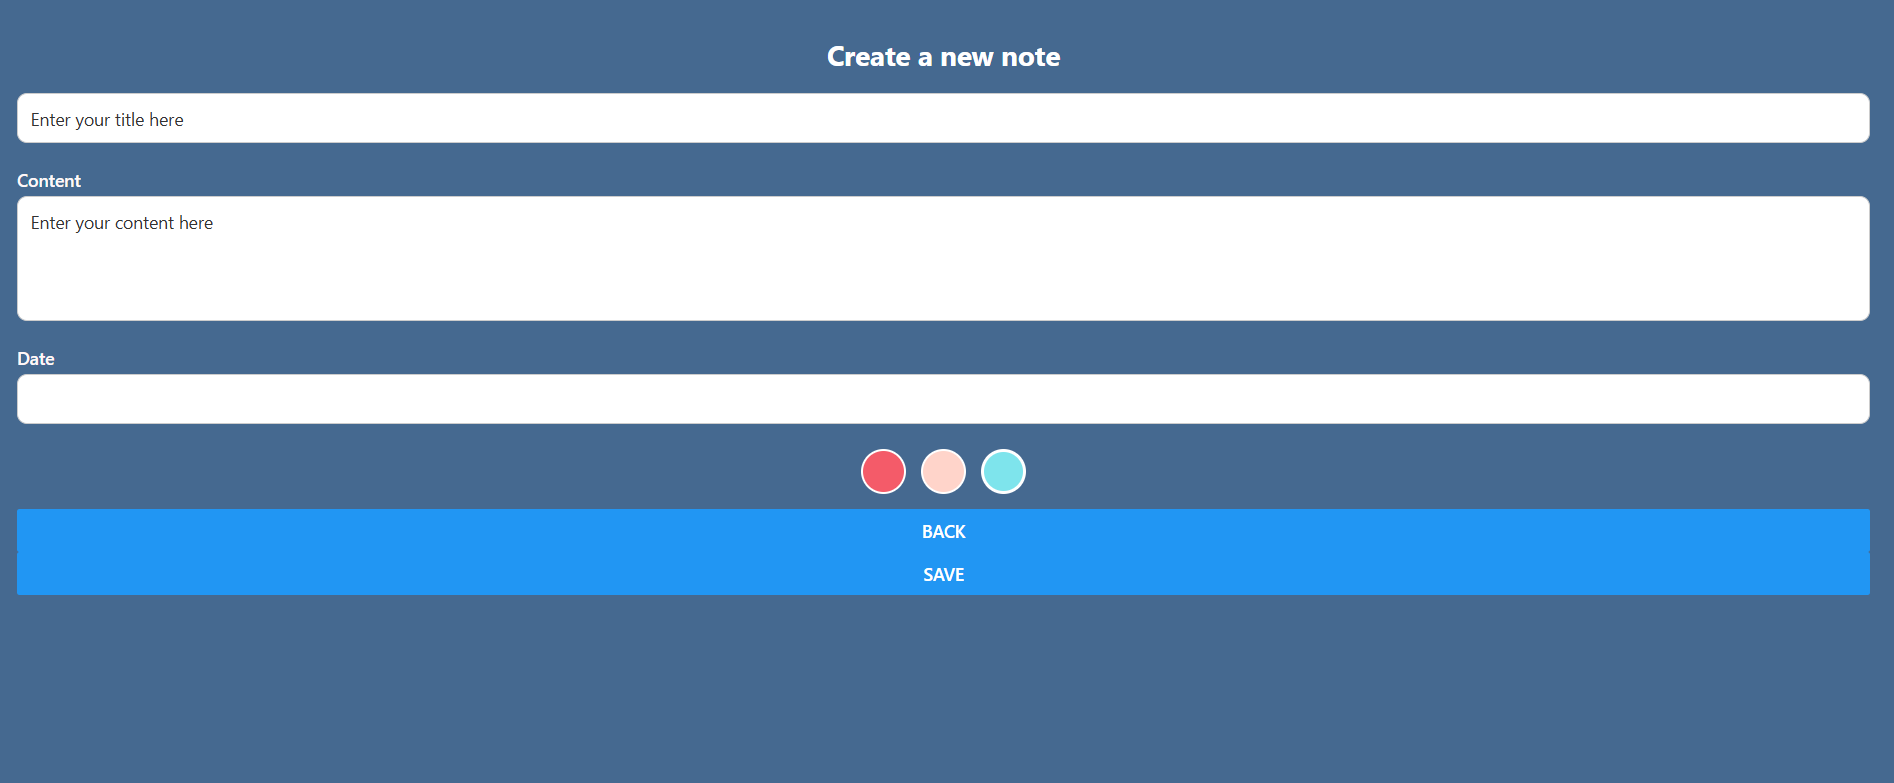 Create a new note
Enter your title here
Content
Enter your content here
Date
BACK
SAVE